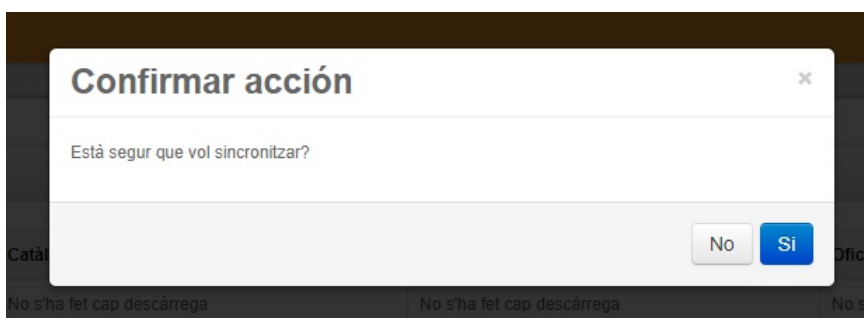 Confirmar acción
×
Està segur que vol sincronitzar?
No Si
No s'ha fet cap descàrrega No s'ha fet cap descàrrega